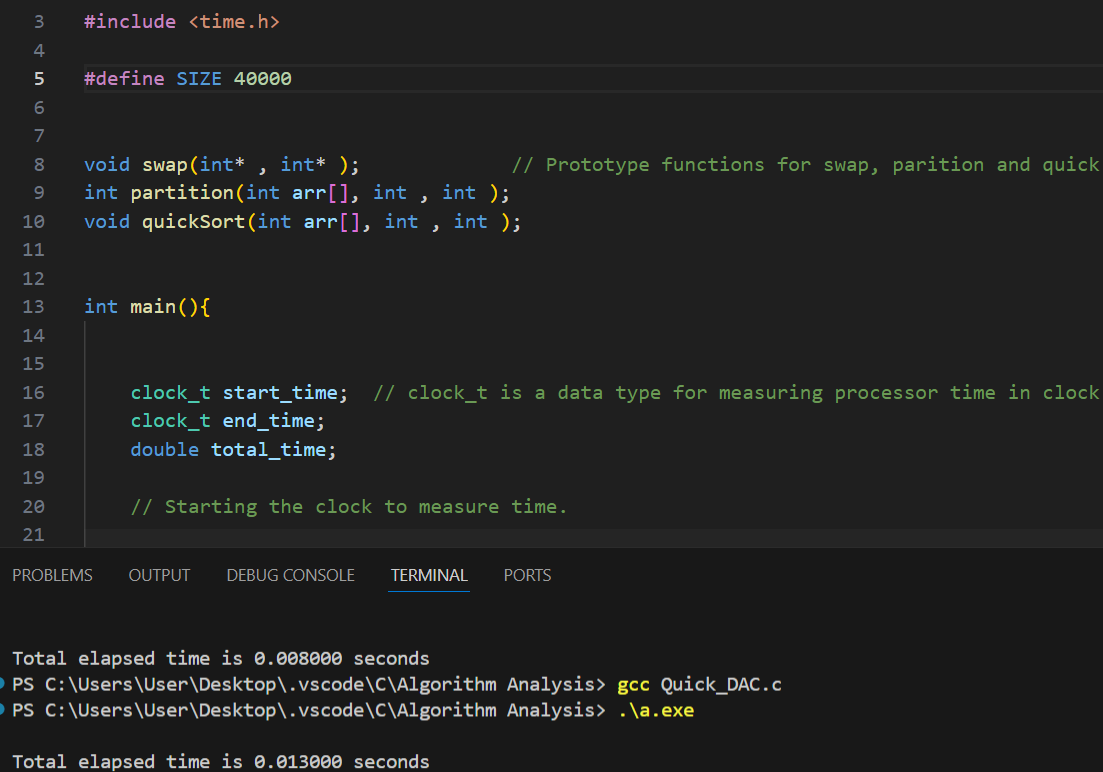 3 #include <time.h>
4
5 #define SIZE 40000
6
7
8 void swap(int* , int* ); // Prototype functions for swap, parition and quick
9 int partition(int arr[], int , int );
10 void quickSort(int arr[], int , int );
11
12
13 int main(){
14
15
16 clock_t start_time; // clock_t is a data type for measuring processor time in clock
17 clock_t end_time;
18 double total_time;
19
20 // Starting the clock to measure time.
21
PROBLEMS OUTPUT DEBUG CONSOLE TERMINAL PORTS
Total elapsed time is 0.008000 seconds
PS C:\Users\User\Desktop\.vscode\C\Algorithm Analysis> gcc Quick_DAC.c
PS C:\Users\User\Desktop\.vscode\C\Algorithm Analysis> .\a.exe
Total elapsed time is 0.013000 seconds